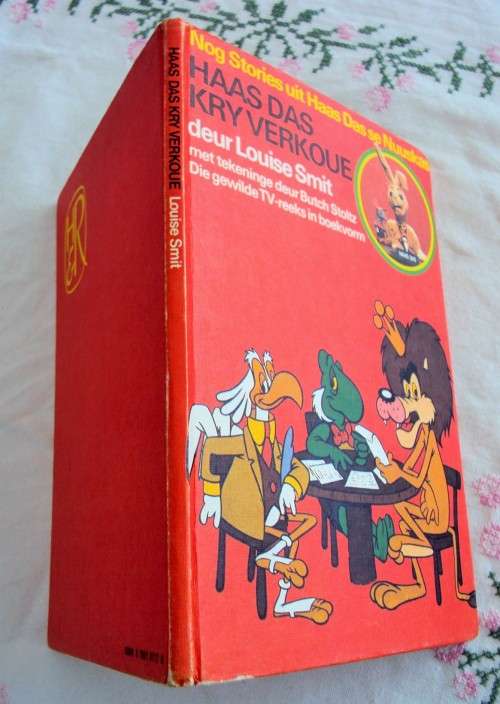 Nog Stories uit Haas Das se Nuuskas
HAAS DAS
KRY VERKOUE
deur Louise Smit
met tekeninge deur Butch Stoltz
Die gewilde TV-reeks in boekvorm
HAAS DAS KRY VERKOUE Louise Smit